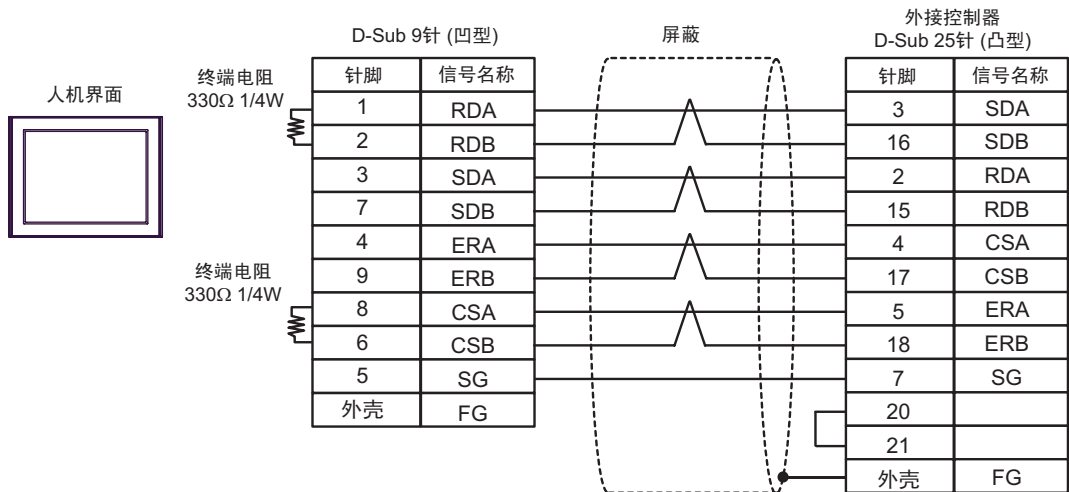 人机界面
终端电阻
330Ω 1/4W
终端电阻
330Ω 1/4W
D-Sub 9针 (凹型)
针脚 信号名称
1 RDA
2 RDB
3 SDA
7 SDB
4 ERA
9 ERB
8 CSA
6 CSB
5 SG
外壳 FG
屏蔽
外接控制器
D-Sub 25针 (凸型)
针脚 信号名称
3 SDA
16 SDB
2 RDA
15 RDB
4 CSA
17 CSB
5 ERA
18 ERB
7 SG
20
21
外壳 FG